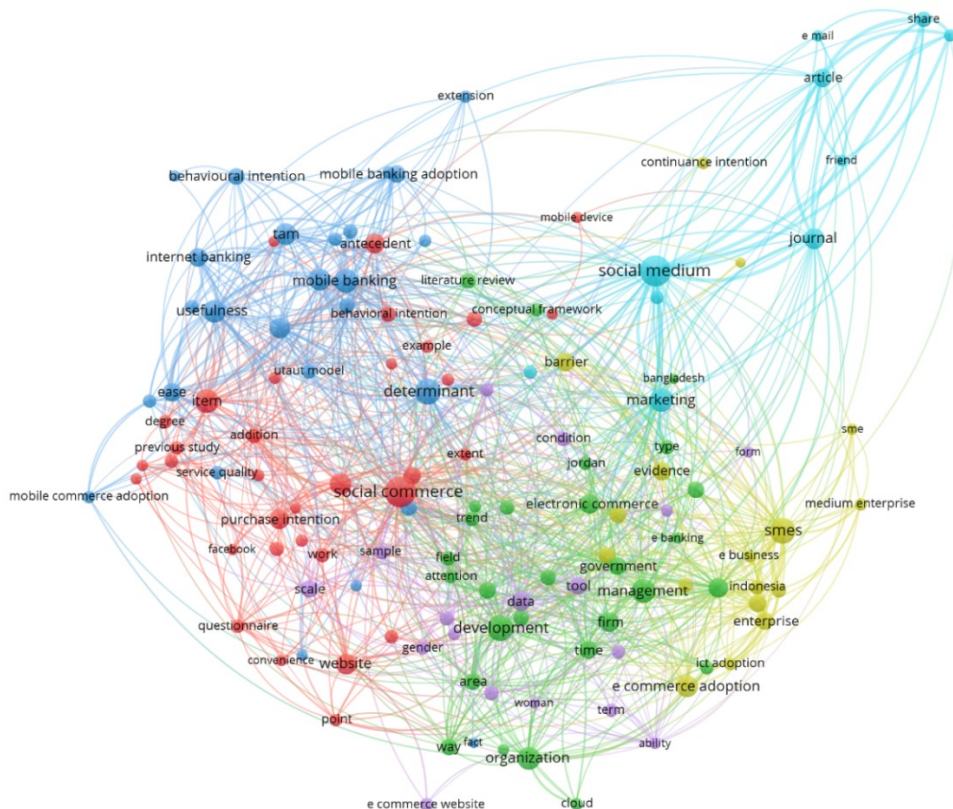 share
e mail
article
extension
friend
continuance intention
behavioural intention
mobile banking adoption
mobile device
tam
antecedent
journal
internet banking
social medium
mobile banking
literature review
usefulness
behavioral intention
conceptual framework
example
utaut model
barrier
bangladesh
ease
determinant
item
marketing
degree
sme
addition
previous study
condition
type
extent
form
service quality
jordan
evidence
mobile commerce adoption
social commerce
electronic commerce
medium enterprise
purchase intention
trend
smes
e banking
facebook
work
sample
field
government
e business
attention
scale
tool
management
indonesia
data
questionnaire
development
firm
enterprise
gender
time
convenience
website
ict adoption
area
e commerce adoption
woman
term
point
way
fact
ability
organization
e commerce website
cloud